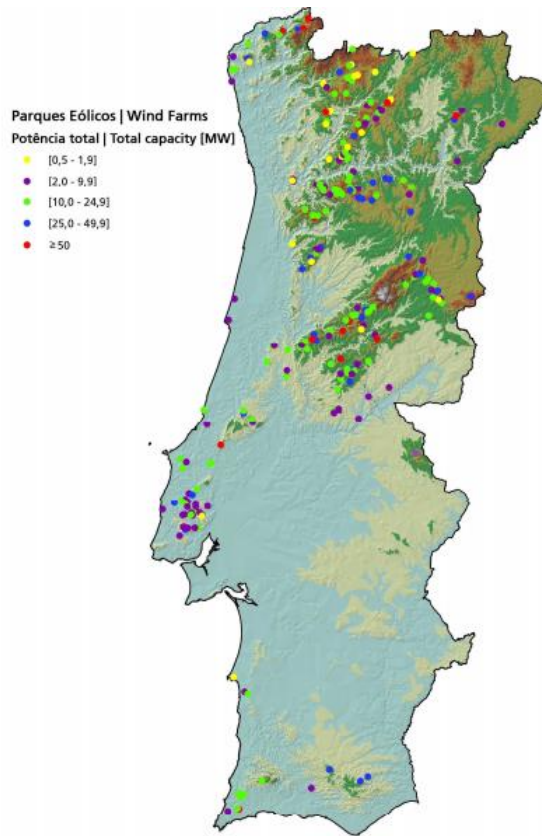 Parques Eólicos | Wind Farms
Potência total | Total capacity [MW]
[0,5 - 1,9]
[2,0 - 9,9]
[10,0 - 24,9]
[25,0 - 49,9]
≥50